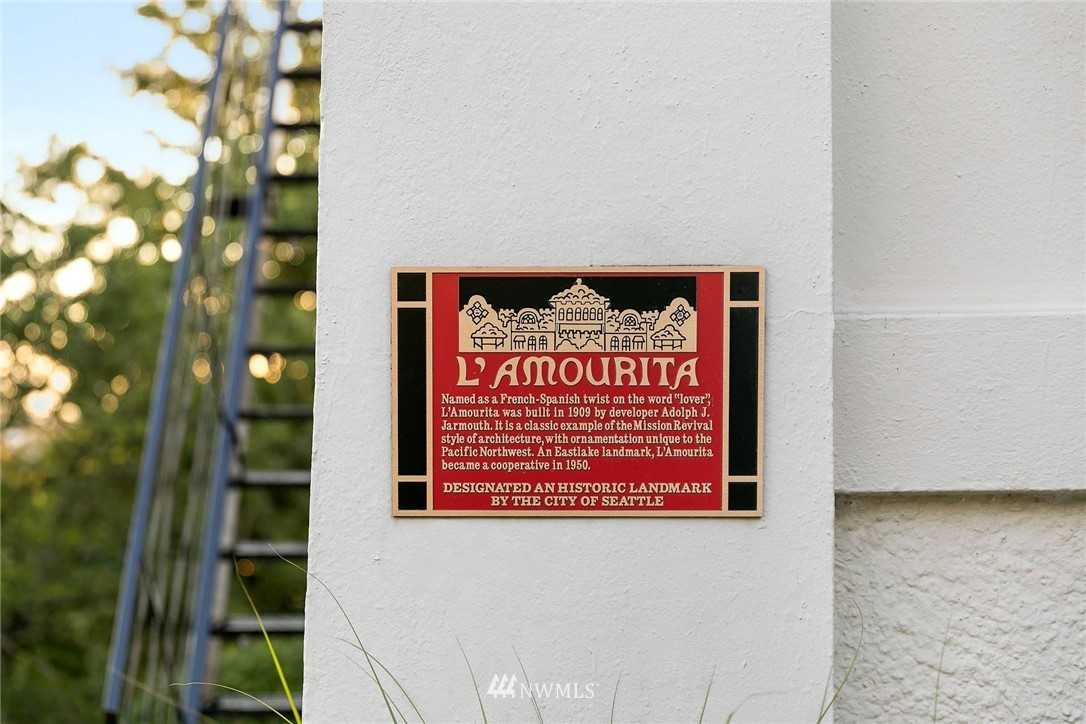 L'AMOURITA
Named as a French-Spanish twist on the word "lover",
L'Amourita was built in 1909 by developer Adolph J.
Jarmouth. It is a classic example of the Mission Revival
style of architecture, with ornamentation unique to the
Pacific Northwest. An Eastlake landmark, L'Amourita
became a cooperative in 1950.
DESIGNATED AN HISTORIC LANDMARK
BY THE CITY OF SEATTLE
NWMLS